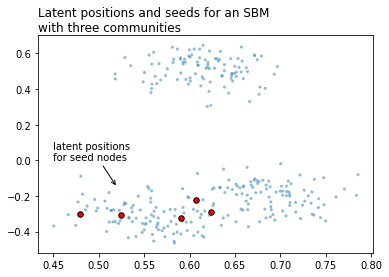 Latent positions and seeds for an SBM
with three communities
0.6
0.4
0.2
0.0
−0.2
−0.4
latent positions
for seed nodes
0.45 0.50 0.55 0.60 0.65 0.70 0.75 0.80